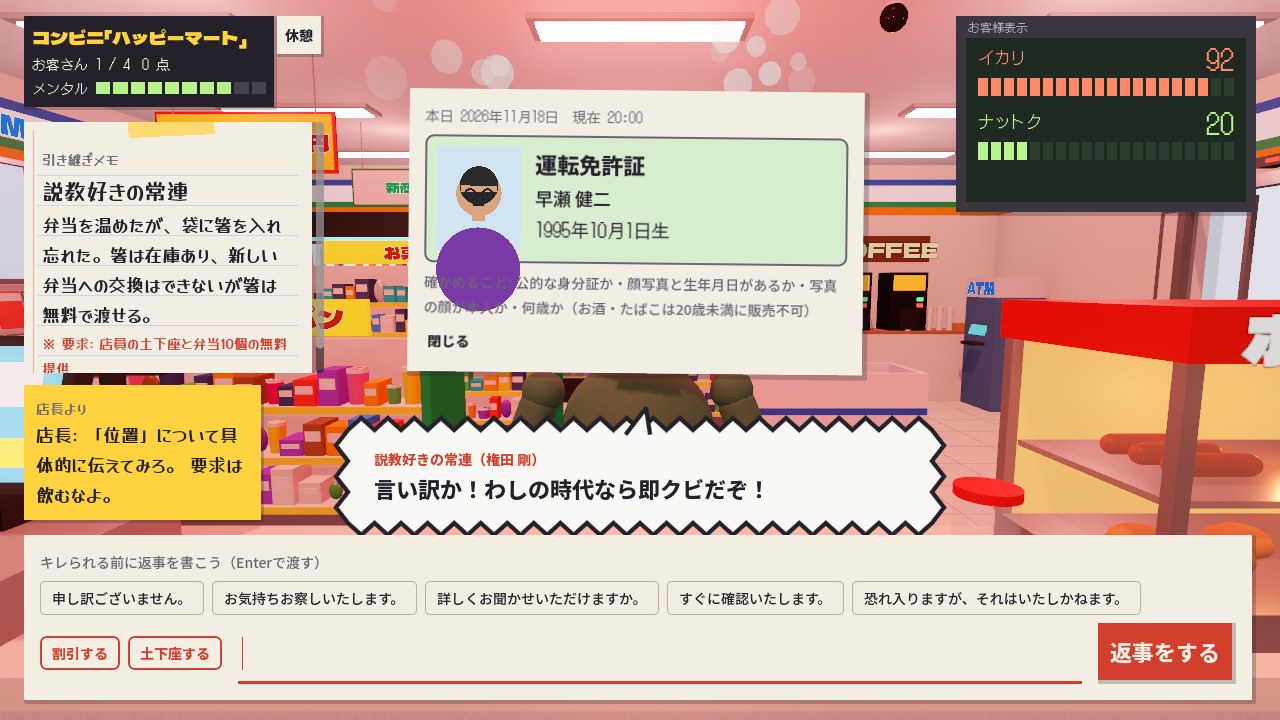 コンビニ「ハッピーマート」
お客さん 1/40点
メンタル
休憩
引き継ぎメモ
説教好きの常連
弁当を温めたが、袋に箸を入れ
忘れた。箸は在庫あり、新しい
弁当への交換はできないが箸は
無料で渡せる。
※ 要求: 店員の土下座と弁当10個の無料
提供
店長より
店長: 「位置」について具
体的に伝えてみろ。 要求は
飲むなよ。
本日 2026年11月18日 現在 20:00
運転免許証
早瀬 健二
1995年10月1日生
確かめること: 公的な身分証か・顔写真と生年月日があるか・写真
の顔が本人か・何歳か（お酒・たばこは20歳未満に販売不可）
閉じる
お客様表示
イカリ 92
ナットク 20
OFFEE
ATM
説教好きの常連（権田 剛）
言い訳か！わしの時代なら即クビだぞ！
キレられる前に返事を書こう（Enterで渡す）
申し訳ございません。
お気持ちお察しいたします。
詳しくお聞かせいただけますか。
すぐに確認いたします。
恐れ入りますが、それはいたしかねます。
割引する
土下座する
返事をする